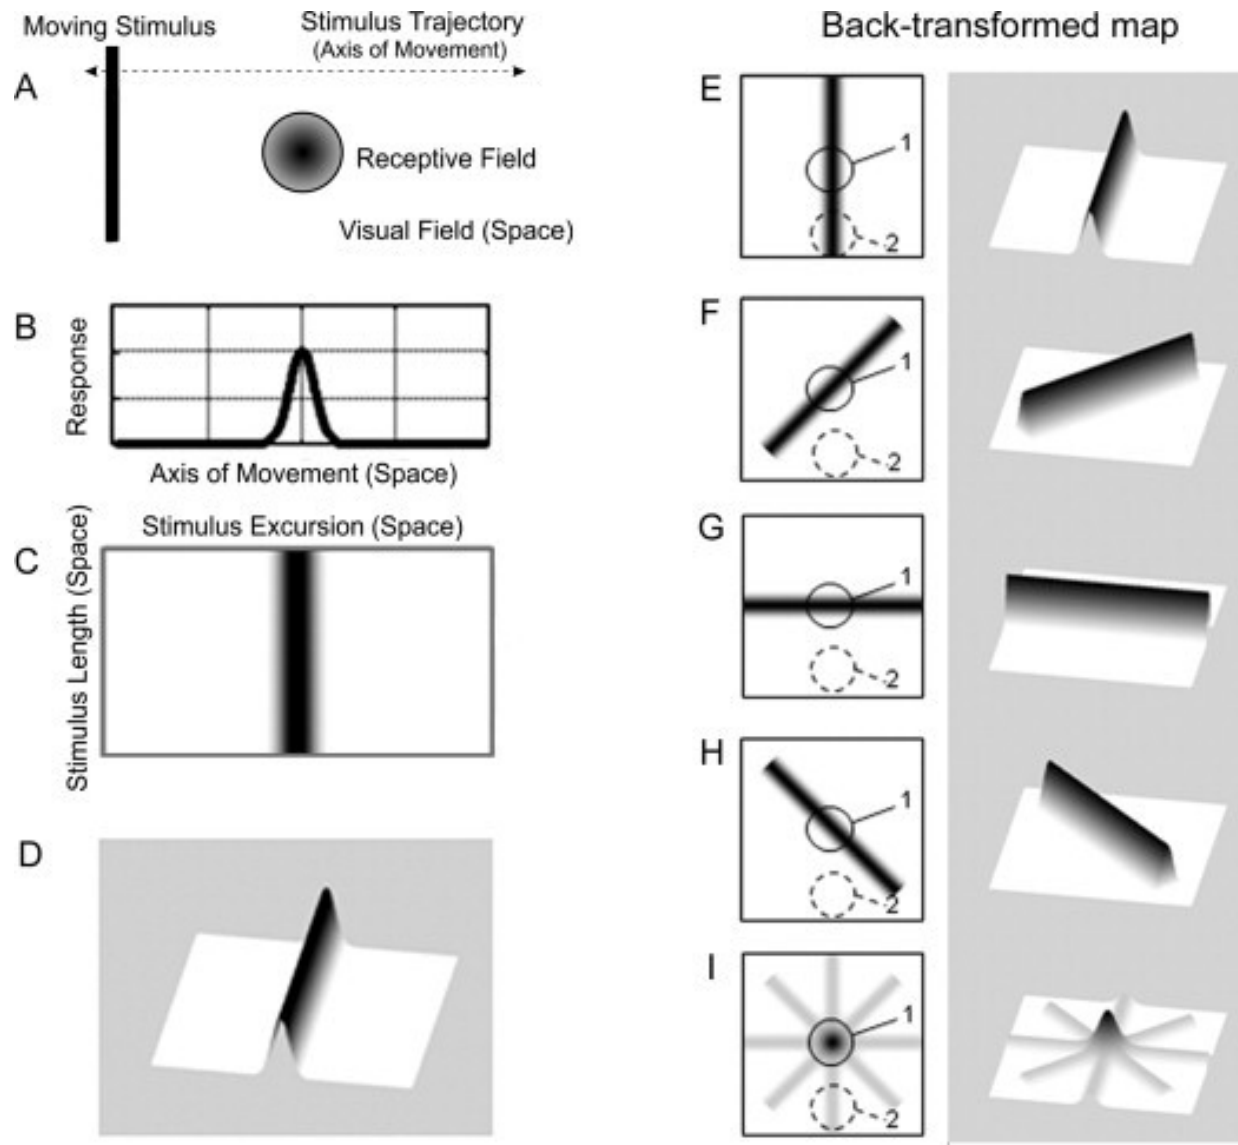 Moving Stimulus
Stimulus Trajectory
(Axis of Movement)
A
Receptive Field
Visual Field (Space)
B
Response
Axis of Movement (Space)
C
Stimulus Excursion (Space)
Stimulus Length (Space)
D
Back-transformed map
E
1
2
F
1
2
G
1
2
H
1
2
I
1
2